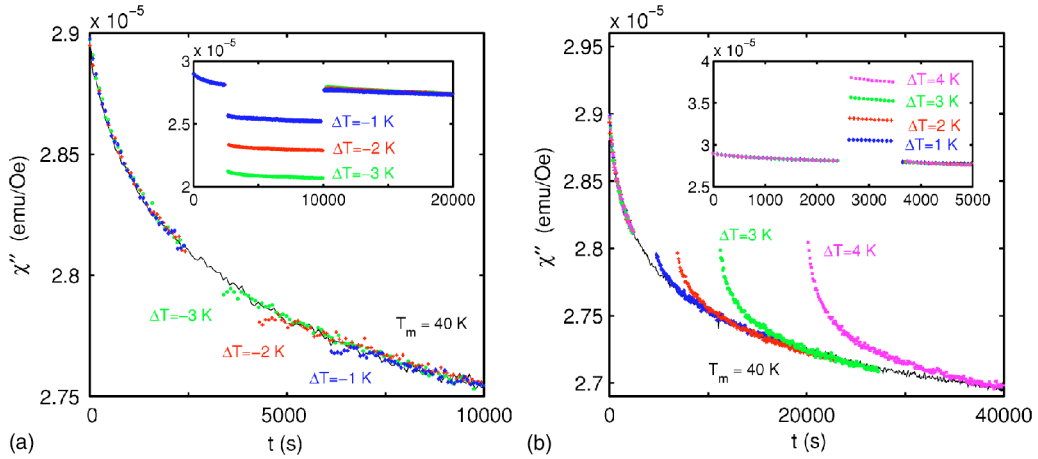 x 10⁻⁵
2.9
2.85
2.8
2.75
χ″ (emu/Oe)
x 10⁻⁵
3
2.5
2
0
10000
20000
ΔT=−1 K
ΔT=−2 K
ΔT=−3 K
ΔT=−3 K
ΔT=−2 K
ΔT=−1 K
Tₘ = 40 K
0
5000
10000
(a)
t (s)
x 10⁻⁵
2.95
2.9
2.85
2.8
2.75
2.7
χ″ (emu/Oe)
x 10⁻⁵
4
3.5
3
2.5
0
1000
2000
3000
4000
5000
ΔT=4 K
ΔT=3 K
ΔT=2 K
ΔT=1 K
ΔT=3 K
ΔT=4 K
Tₘ = 40 K
0
20000
40000
(b)
t (s)